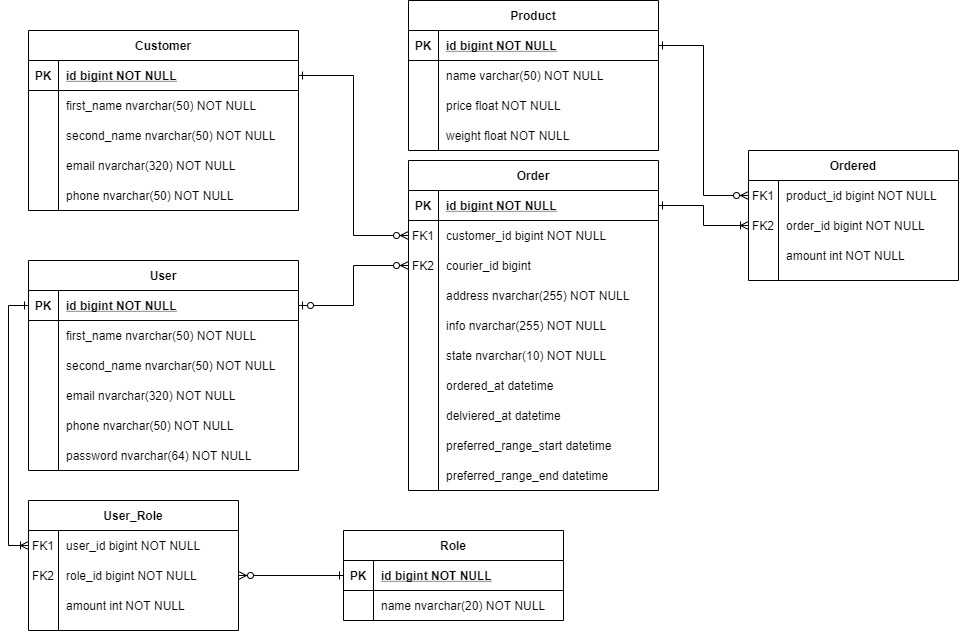 Customer
PK id bigint NOT NULL
first_name nvarchar(50) NOT NULL
second_name nvarchar(50) NOT NULL
email nvarchar(320) NOT NULL
phone nvarchar(50) NOT NULL
Product
PK id bigint NOT NULL
name varchar(50) NOT NULL
price float NOT NULL
weight float NOT NULL
Order
PK id bigint NOT NULL
FK1 customer_id bigint NOT NULL
FK2 courier_id bigint
address nvarchar(255) NOT NULL
info nvarchar(255) NOT NULL
state nvarchar(10) NOT NULL
ordered_at datetime
delviered_at datetime
preferred_range_start datetime
preferred_range_end datetime
Ordered
FK1 product_id bigint NOT NULL
FK2 order_id bigint NOT NULL
amount int NOT NULL
User
PK id bigint NOT NULL
first_name nvarchar(50) NOT NULL
second_name nvarchar(50) NOT NULL
email nvarchar(320) NOT NULL
phone nvarchar(50) NOT NULL
password nvarchar(64) NOT NULL
User_Role
FK1 user_id bigint NOT NULL
FK2 role_id bigint NOT NULL
amount int NOT NULL
Role
PK id bigint NOT NULL
name nvarchar(20) NOT NULL